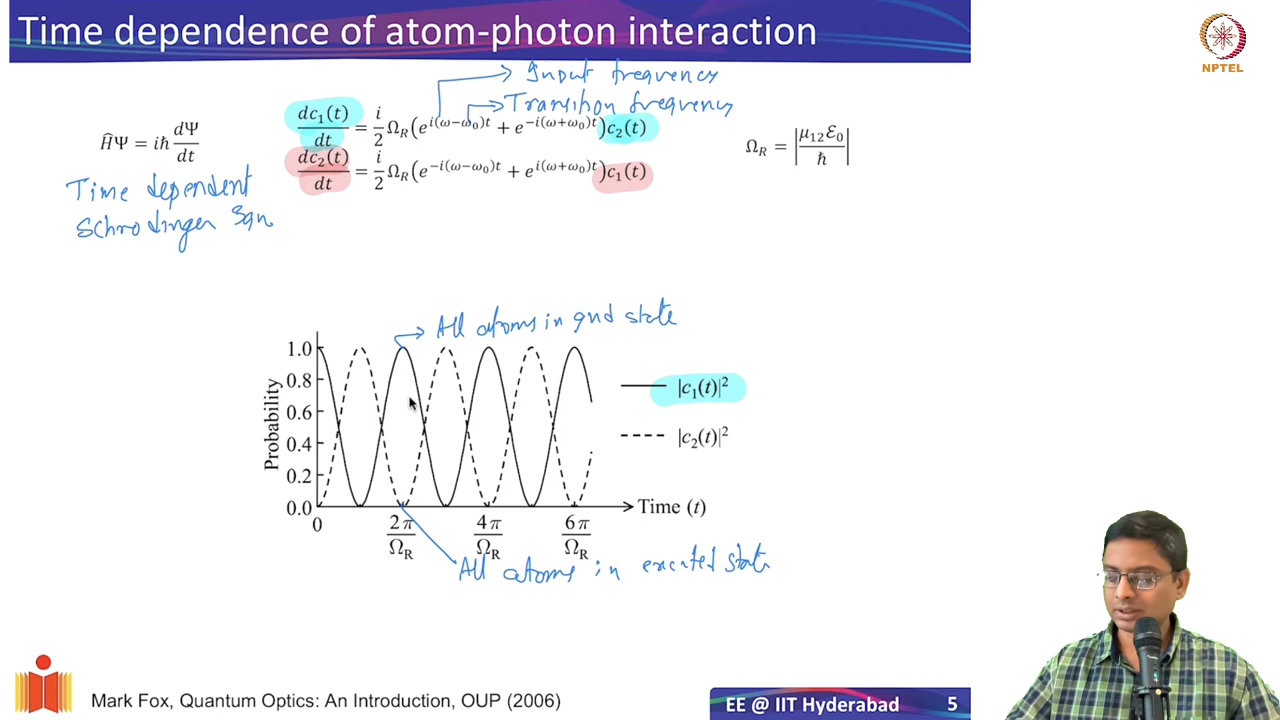 Time dependence of atom-photon interaction
NPTEL
Input frequency
Transition frequency
ĤΨ = iħ dΨ/dt
dc₁(t)/dt = i/2 Ω_R(e^{i(ω−ω₀)t} + e^{−i(ω+ω₀)t})c₂(t)
dc₂(t)/dt = i/2 Ω_R(e^{−i(ω−ω₀)t} + e^{i(ω+ω₀)t})c₁(t)
Ω_R = |μ₁₂ℰ₀/ħ|
Time dependent
Schrodinger Eqn
All atoms in gnd state
Probability
1.0
0.8
0.6
0.4
0.2
0.0
0
2π/Ω_R
4π/Ω_R
6π/Ω_R
Time (t)
|c₁(t)|²
|c₂(t)|²
All atoms in excited state
Mark Fox, Quantum Optics: An Introduction, OUP (2006)
EE @ IIT Hyderabad 5